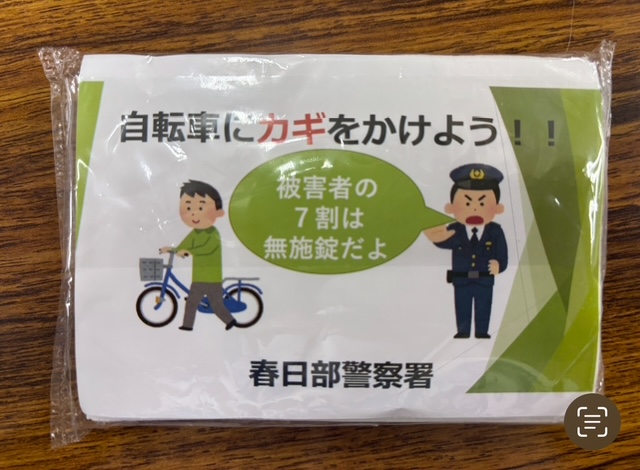 自転車にカギをかけよう！！
被害者の
７割は
無施錠だよ
春日部警察署